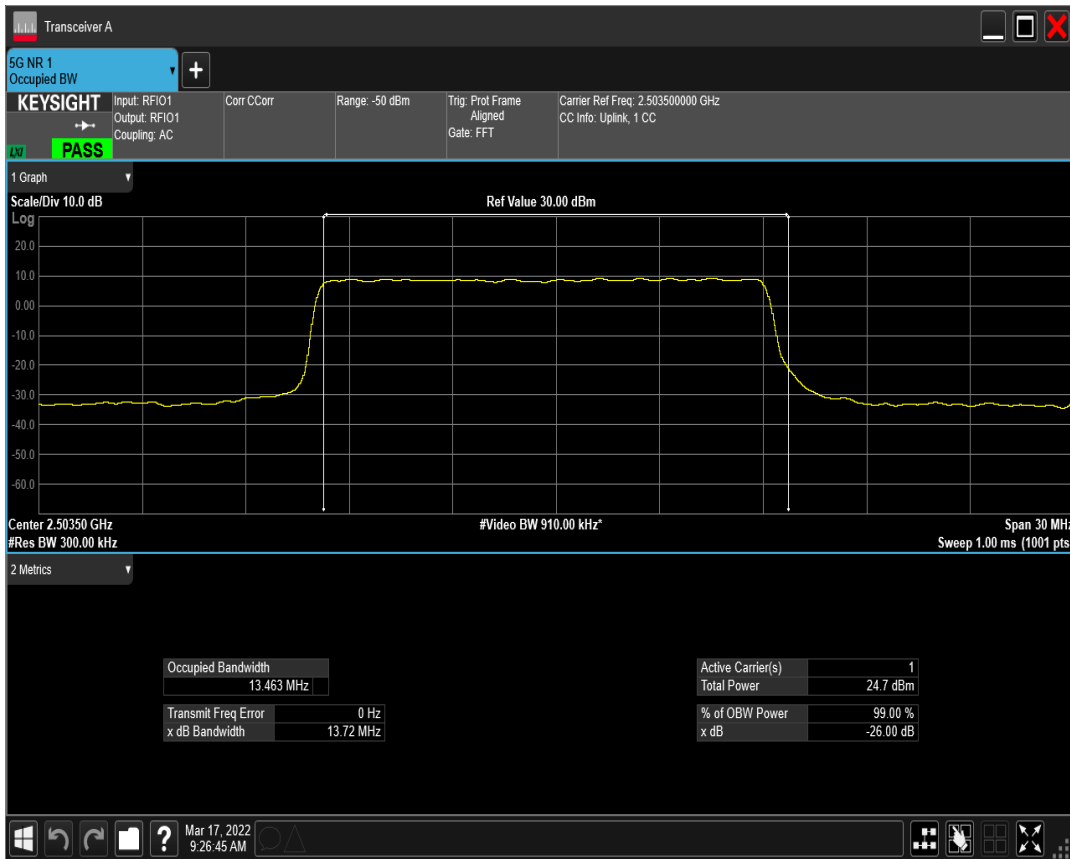 Transceiver A
5G NR 1
Occupied BW
+
KEYSIGHT
LXI
PASS
Input: RFIO1
Output: RFIO1
Coupling: AC
Corr CCorr
Range: -50 dBm
Trig: Prot Frame
Aligned
Gate: FFT
Carrier Ref Freq: 2.503500000 GHz
CC Info: Uplink, 1 CC
1 Graph
Scale/Div 10.0 dB
Ref Value 30.00 dBm
Log
20.0
10.0
0.00
-10.0
-20.0
-30.0
-40.0
-50.0
-60.0
Center 2.50350 GHz
#Video BW 910.00 kHz*
Span 30 MHz
#Res BW 300.00 kHz
Sweep 1.00 ms (1001 pts
2 Metrics
Occupied Bandwidth
13.463 MHz
Transmit Freq Error 0 Hz
x dB Bandwidth 13.72 MHz
Active Carrier(s) 1
Total Power 24.7 dBm
% of OBW Power 99.00 %
x dB -26.00 dB
?
Mar 17, 2022
9:26:45 AM